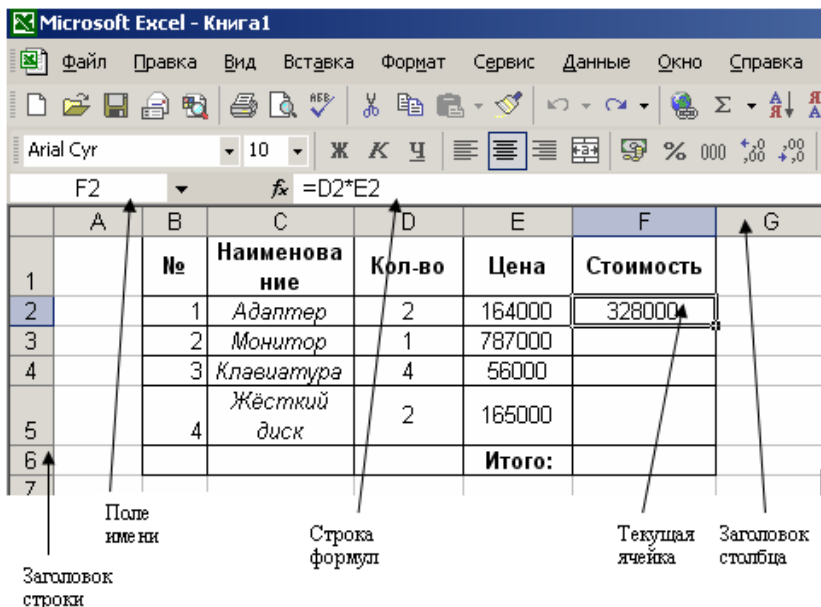 Microsoft Excel - Книга1
Файл Правка Вид Вставка Формат Сервис Данные Окно Справка
Arial Cyr 10 Ж К Ч % 000
F2 fx =D2*E2
A B C D E F G
1 № Наименова Кол-во Цена Стоимость
ние
2 1 Адаптер 2 164000 328000
3 2 Монитор 1 787000
4 3 Клавиатура 4 56000
Жёсткий
5 4 диск 2 165000
6 Итого:
7
Поле Строка Текущая Заголовок
имени формул ячейка столбца
Заголовок
строки